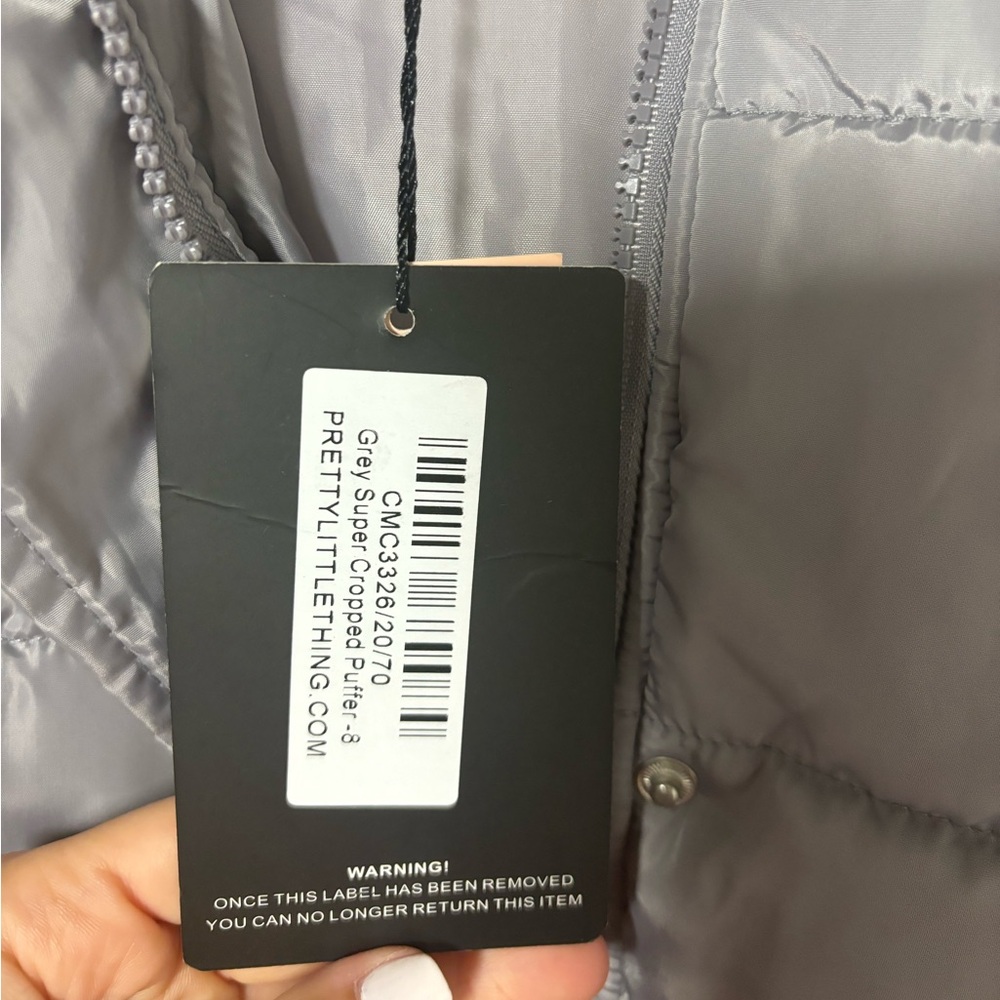 CMC3326/20/70
Grey Super Cropped Puffer -8
PRETTYLITTLETHING.COM
WARNING!
ONCE THIS LABEL HAS BEEN REMOVED
YOU CAN NO LONGER RETURN THIS ITEM